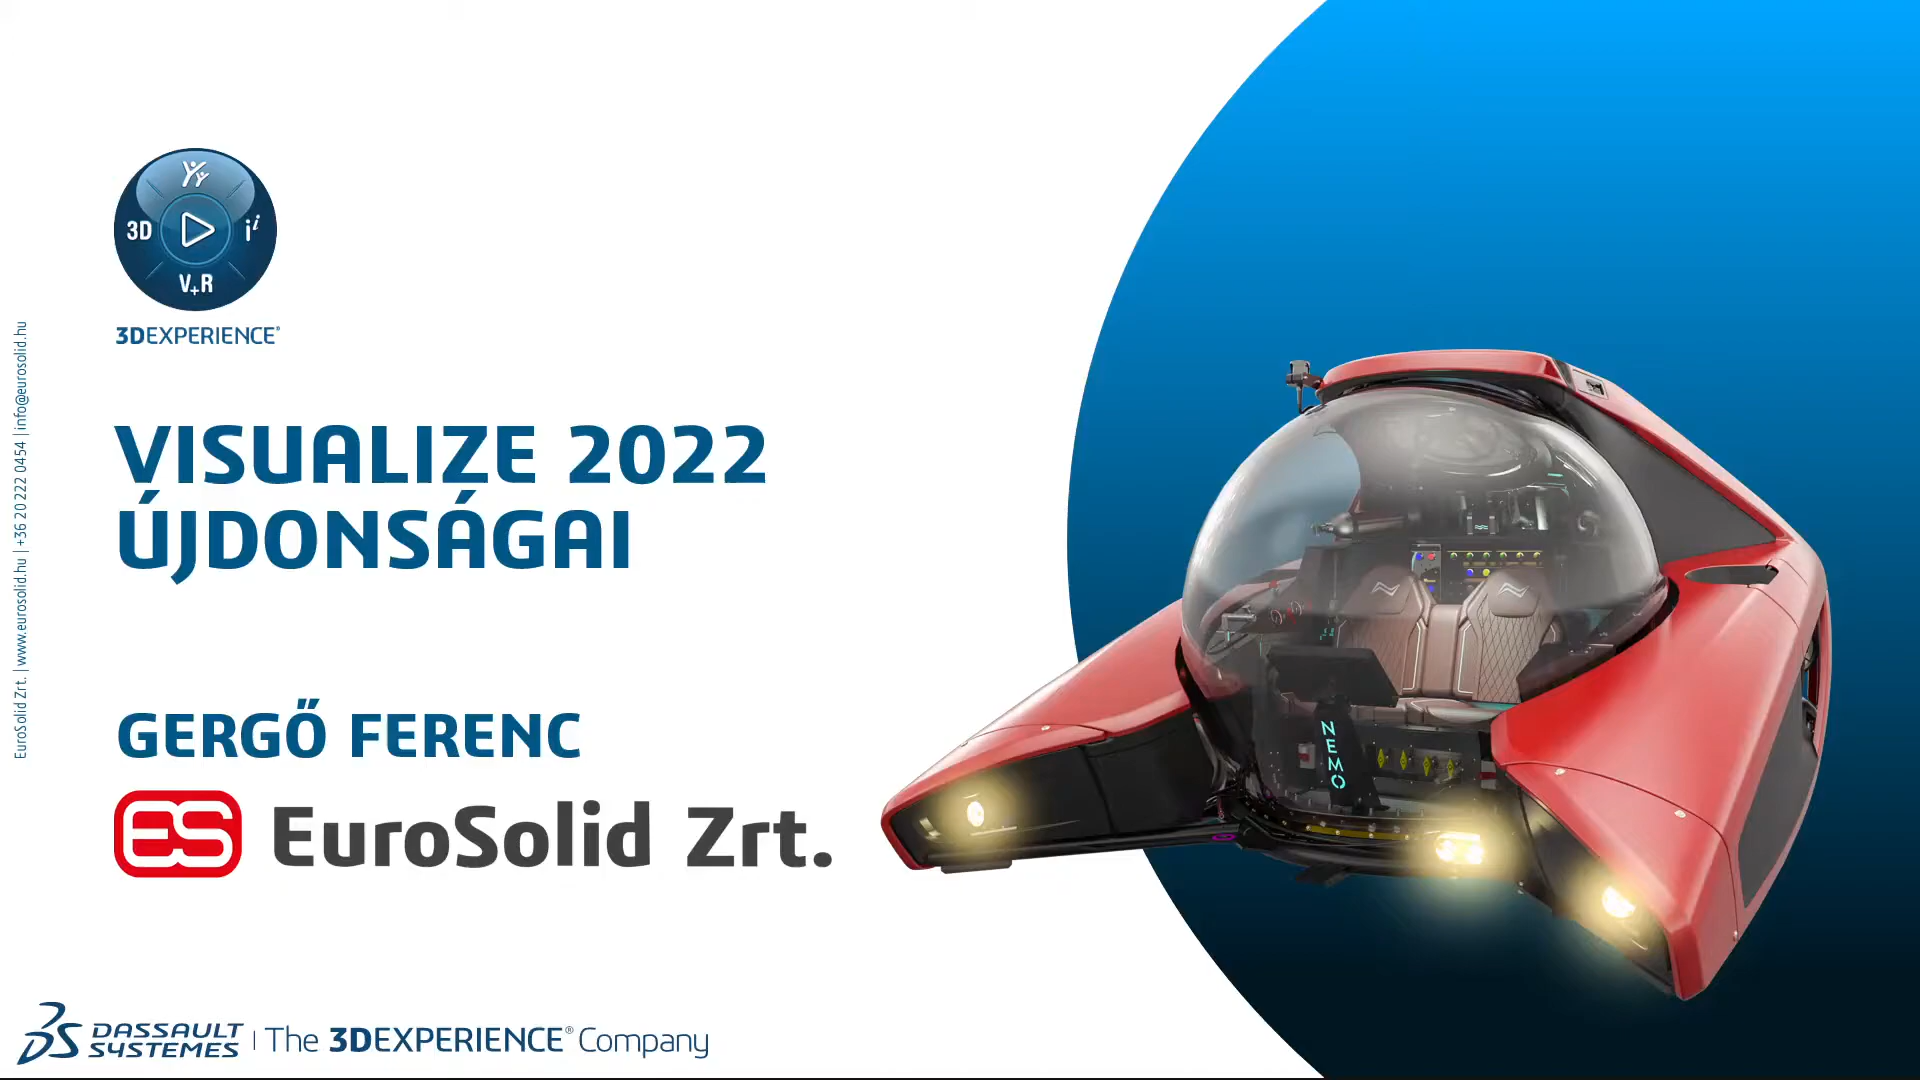 3D
V+R
3DEXPERIENCE®
VISUALIZE 2022
ÚJDONSÁGAI
GERGŐ FERENC
ES EuroSolid Zrt.
DASSAULT SYSTEMES | The 3DEXPERIENCE® Company
EuroSolid Zrt. | www.eurosolid.hu | +36 20 222 0454 | info@eurosolid.hu
NEMO